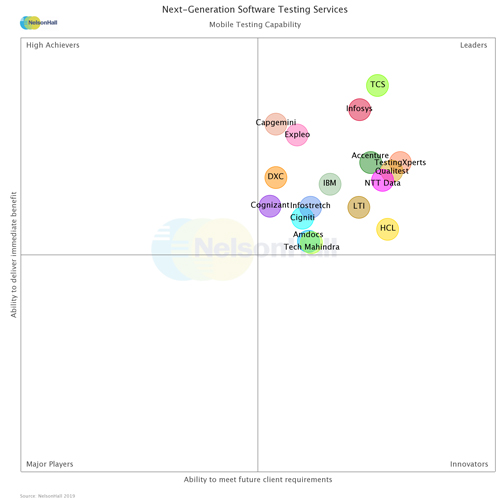 Next-Generation Software Testing Services
Mobile Testing Capability
NelsonHall
High Achievers
Leaders
TCS
Infosys
Capgemini
Expleo
Accenture
TestingXperts
Qualitest
DXC
IBM
NTT Data
Cognizant
Infostretch
LTI
Cigniti
HCL
Amdocs
Tech Mahindra
NelsonHall
Ability to deliver immediate benefit
Major Players
Innovators
Ability to meet future client requirements
Source: NelsonHall 2019